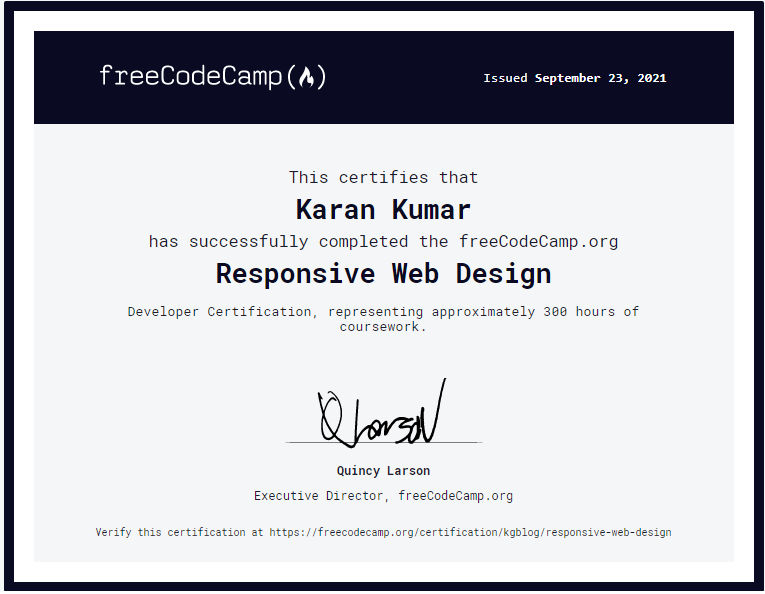 freeCodeCamp
Issued September 23, 2021
This certifies that
Karan Kumar
has successfully completed the freeCodeCamp.org
Responsive Web Design
Developer Certification, representing approximately 300 hours of
coursework.
Q Larson
Quincy Larson
Executive Director, freeCodeCamp.org
Verify this certification at https://freecodecamp.org/certification/kgblog/responsive-web-design